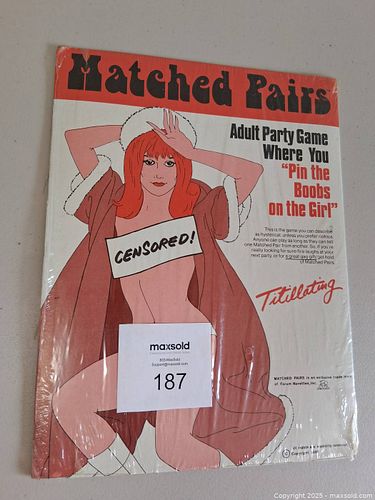 Matched Pairs
Adult Party Game
Where You
"Pin the
Boobs
on the Girl"
This is the game you can describe
as hysterical, unless you prefer riotous.
Anyone can play as long as they can tell
one Matched Pair from another. So, if you're
really looking for sure fire laughs at your
next party, or for a great gag gift get hold
of Matched Pairs.
CENSORED!
Titillating
maxsold
187
MATCHED PAIRS is an exclusive trade
of Forum Novelties, Inc.
Copyright © 2025 - maxsold.com